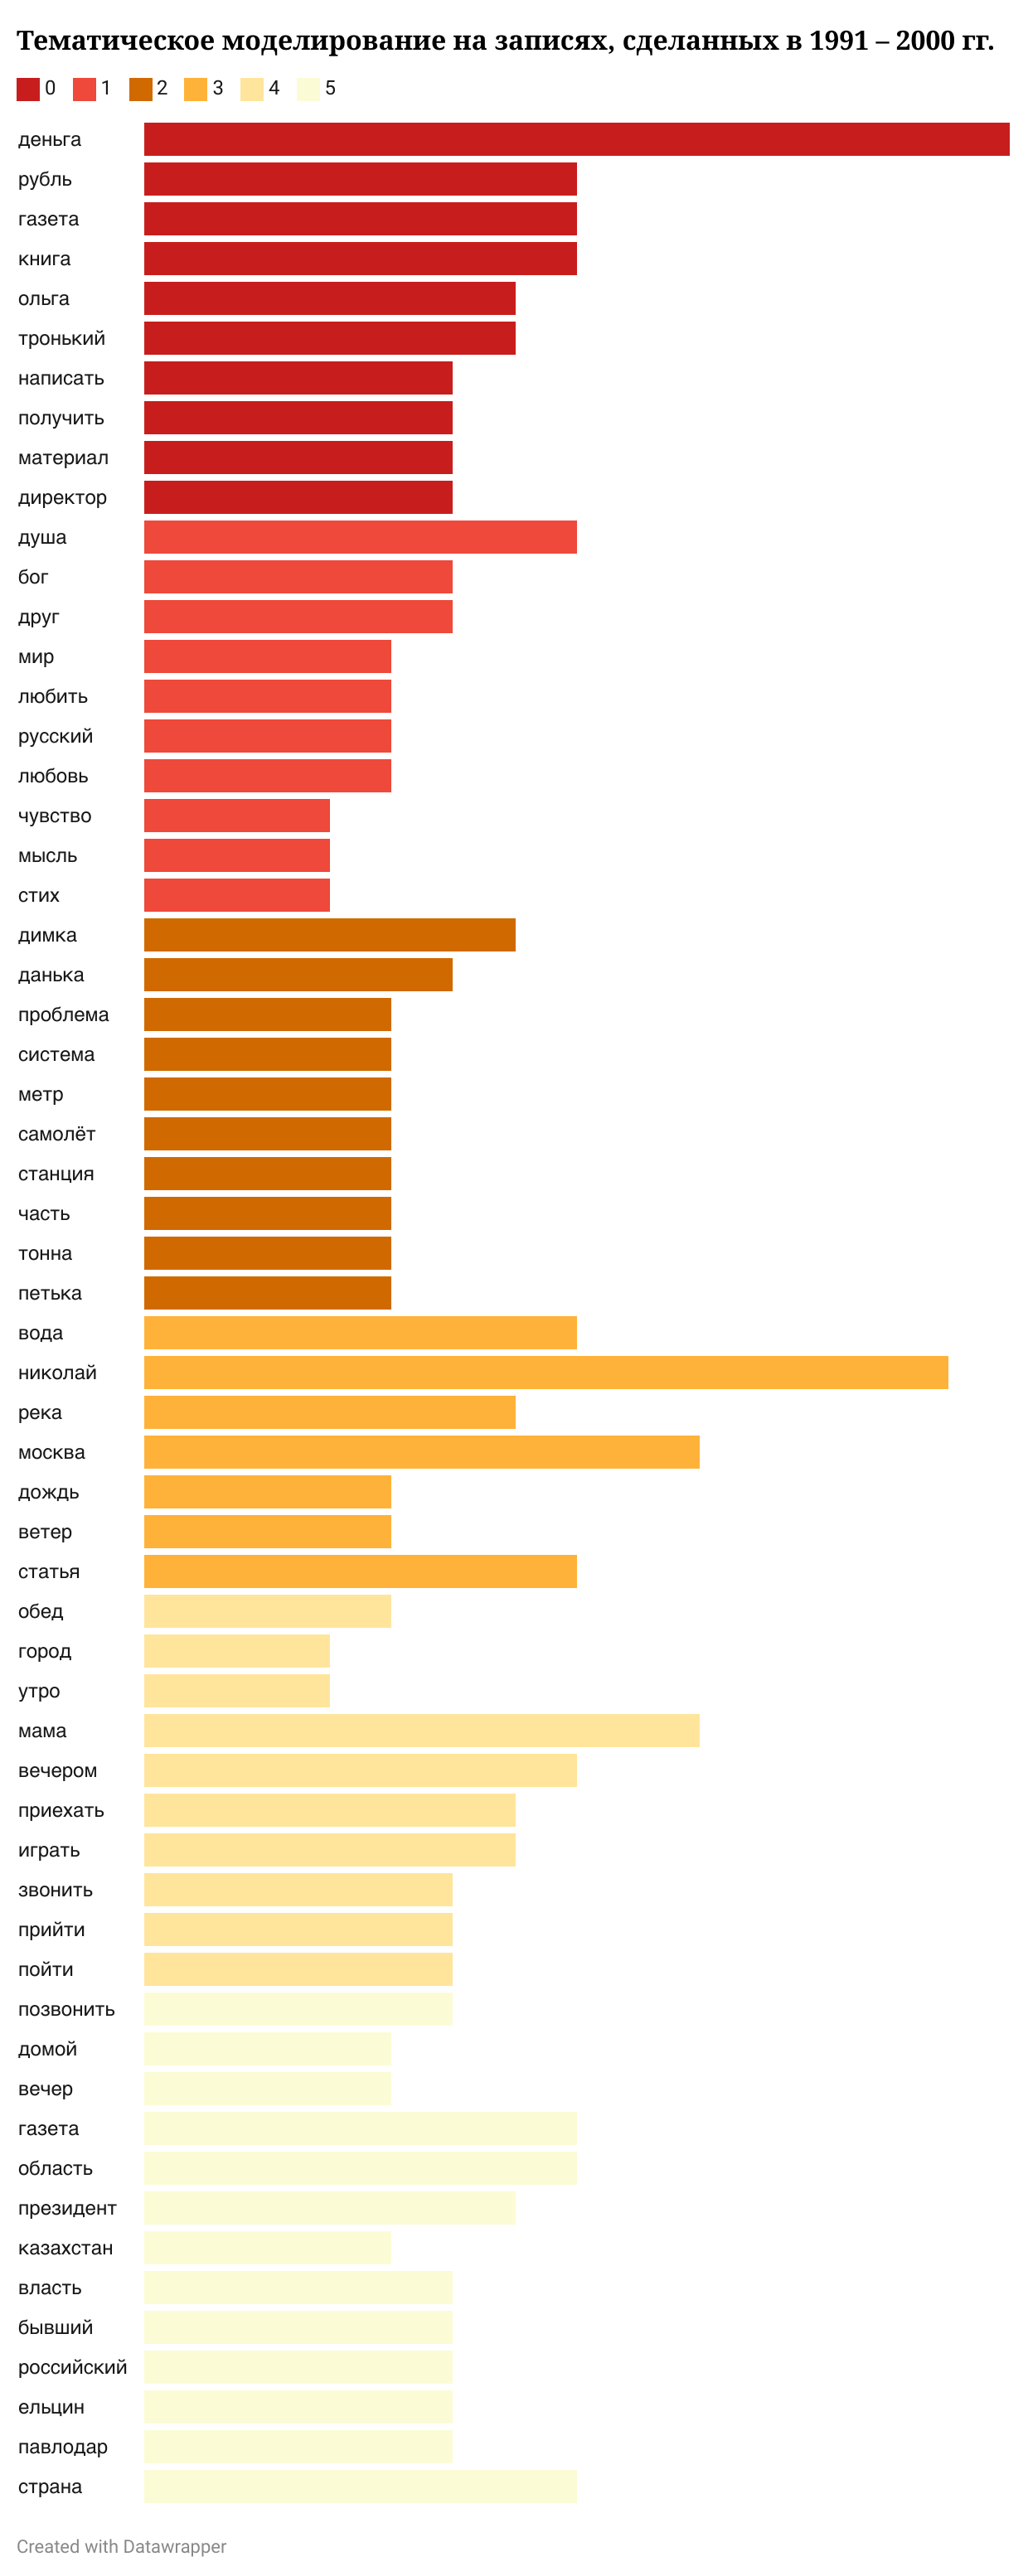 Тематическое моделирование на записях, сделанных в 1991 – 2000 гг.
0 1 2 3 4 5
деньга
рубль
газета
книга
ольга
тронький
написать
получить
материал
директор
душа
бог
друг
мир
любить
русский
любовь
чувство
мысль
стих
димка
данька
проблема
система
метр
самолёт
станция
часть
тонна
петька
вода
николай
река
москва
дождь
ветер
статья
обед
город
утро
мама
вечером
приехать
играть
звонить
прийти
пойти
позвонить
домой
вечер
газета
область
президент
казахстан
власть
бывший
российский
ельцин
павлодар
страна
Created with Datawrapper